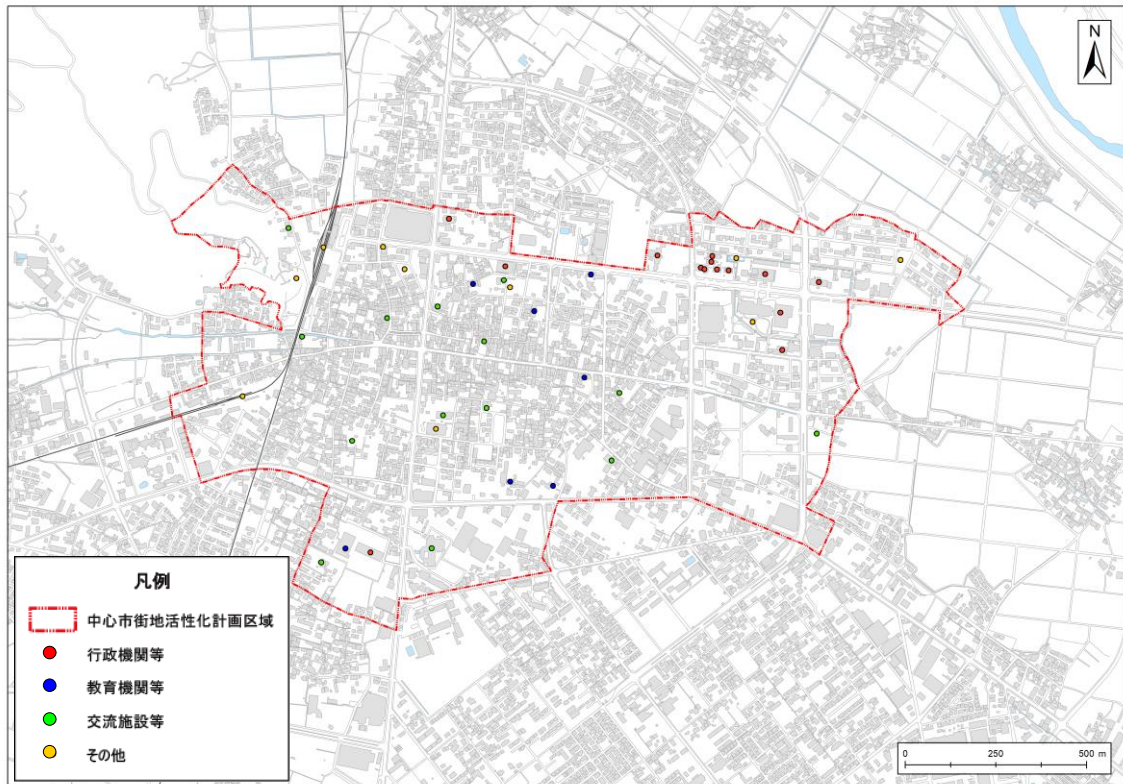 N
凡例
中心市街地活性化計画区域
行政機関等
教育機関等
交流施設等
その他
0 250 500 m